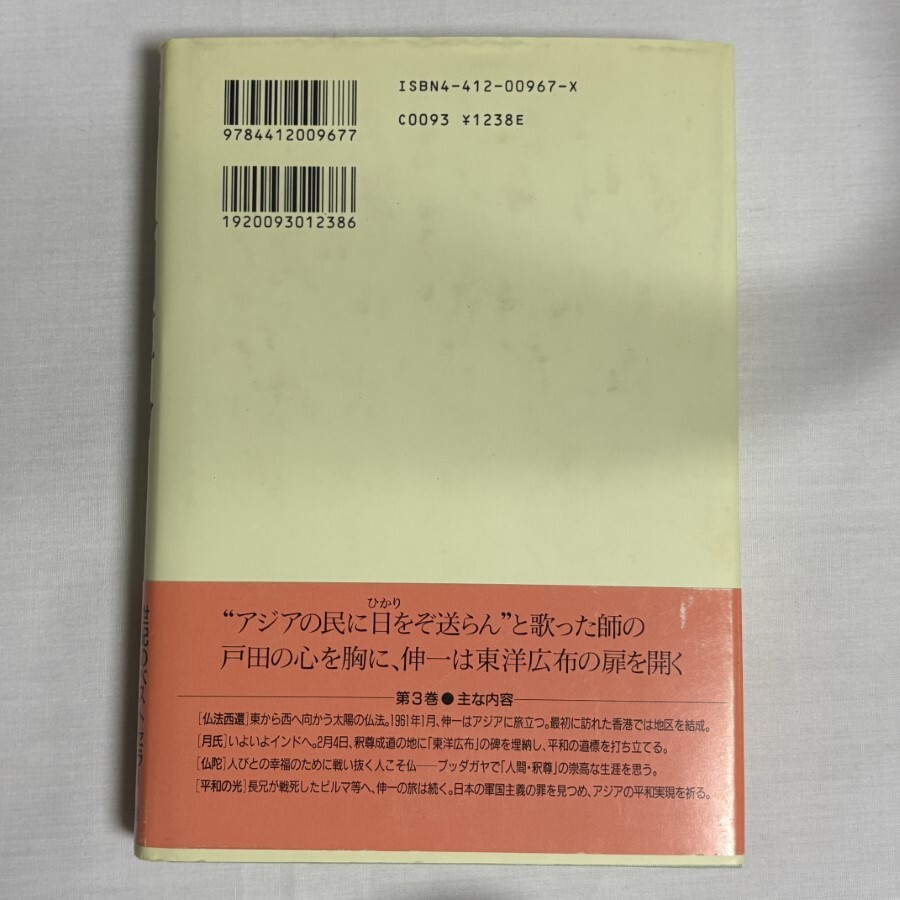 ISBN4-412-00967-X
C0093 ¥1238E
9784412009677
1920093012386
“アジアの民に日をぞ送らん”と歌った師の
ひかり
戸田の心を胸に、伸一は東洋広布の扉を開く
第3巻●主な内容
[仏法西還]東から西へ向かう太陽の仏法。1961年1月、伸一はアジアに旅立つ。最初に訪れた香港では地区を結成。
[月氏]いよいよインドへ。2月4日、釈尊成道の地に「東洋広布」の碑を埋納し、平和の道標を打ち立てる。
[仏陀]人びとの幸福のために戦い抜く人こそ仏──ブッダガヤで「人間・釈尊」の崇高な生涯を思う。
[平和の光]長兄が戦死したビルマ等へ、伸一の旅は続く。日本の軍国主義の罪を見つめ、アジアの平和実現を祈る。